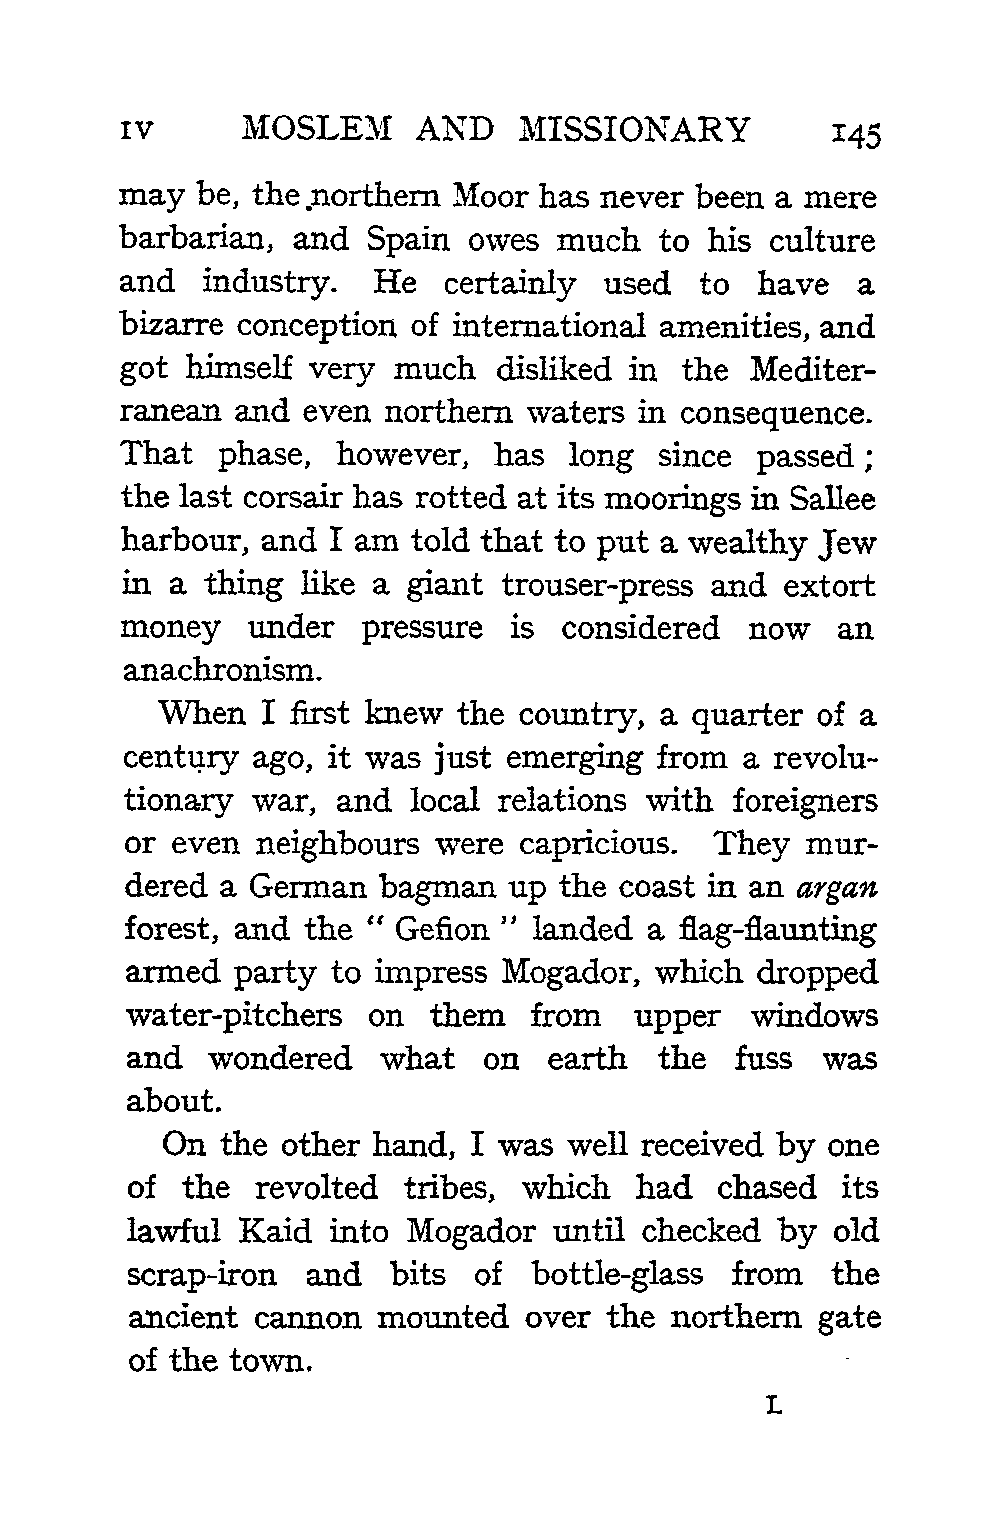 IV MOSLEM AND MISSIONARY 145
may be, the northern Moor has never been a mere
barbarian, and Spain owes much to his culture
and industry. He certainly used to have a
bizarre conception of international amenities, and
got himself very much disliked in the Mediter-
ranean and even northern waters in consequence.
That phase, however, has long since passed ;
the last corsair has rotted at its moorings in Sallee
harbour, and I am told that to put a wealthy Jew
in a thing like a giant trouser-press and extort
money under pressure is considered now an
anachronism.
When I first knew the country, a quarter of a
century ago, it was just emerging from a revolu-
tionary war, and local relations with foreigners
or even neighbours were capricious. They mur-
dered a German bagman up the coast in an argan
forest, and the " Gefion " landed a flag-flaunting
armed party to impress Mogador, which dropped
water-pitchers on them from upper windows
and wondered what on earth the fuss was
about.
On the other hand, I was well received by one
of the revolted tribes, which had chased its
lawful Kaid into Mogador until checked by old
scrap-iron and bits of bottle-glass from the
ancient cannon mounted over the northern gate
of the town.
L